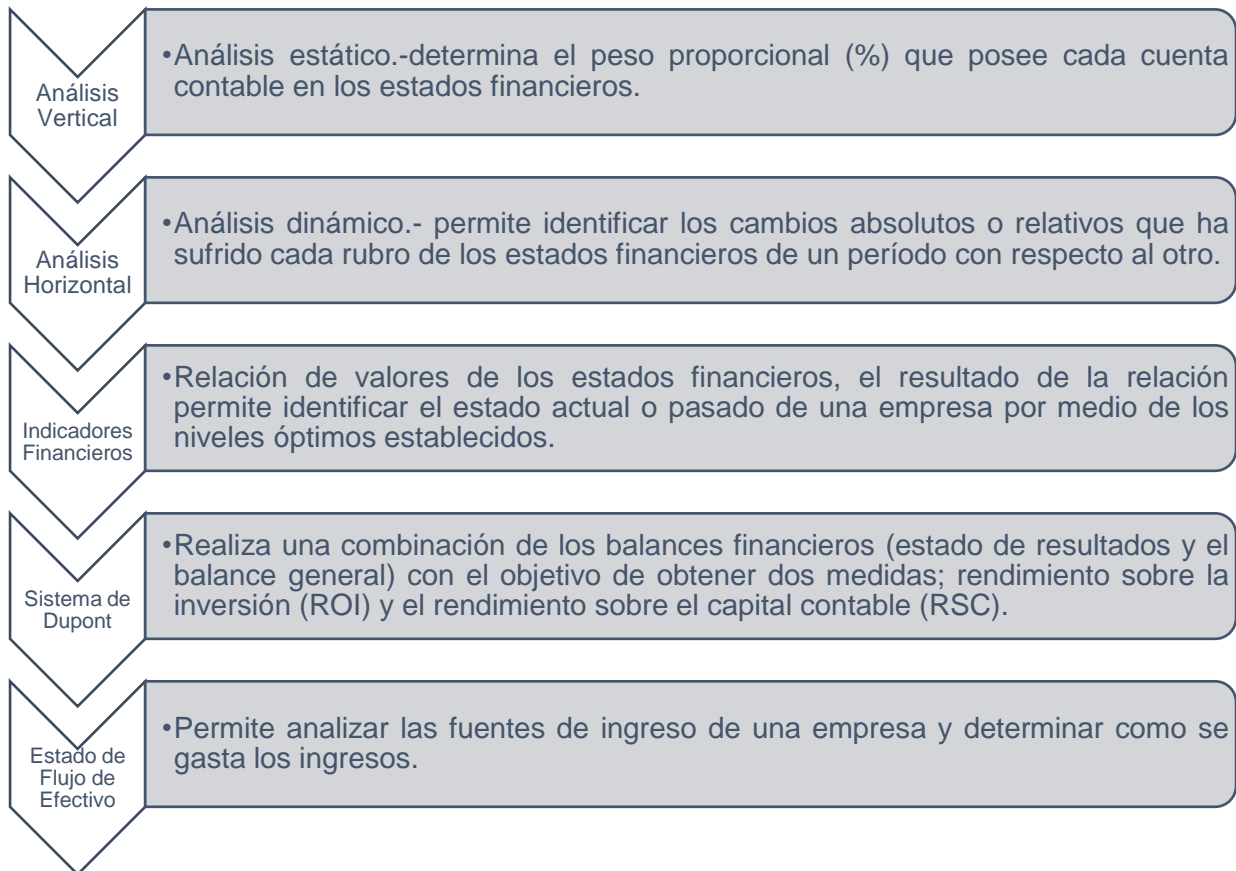 Análisis
Vertical
•Análisis estático.-determina el peso proporcional (%) que posee cada cuenta
contable en los estados financieros.
Análisis
Horizontal
•Análisis dinámico.- permite identificar los cambios absolutos o relativos que ha
sufrido cada rubro de los estados financieros de un período con respecto al otro.
Indicadores
Financieros
•Relación de valores de los estados financieros, el resultado de la relación
permite identificar el estado actual o pasado de una empresa por medio de los
niveles óptimos establecidos.
Sistema de
Dupont
•Realiza una combinación de los balances financieros (estado de resultados y el
balance general) con el objetivo de obtener dos medidas; rendimiento sobre la
inversión (ROI) y el rendimiento sobre el capital contable (RSC).
Estado de
Flujo de
Efectivo
•Permite analizar las fuentes de ingreso de una empresa y determinar como se
gasta los ingresos.